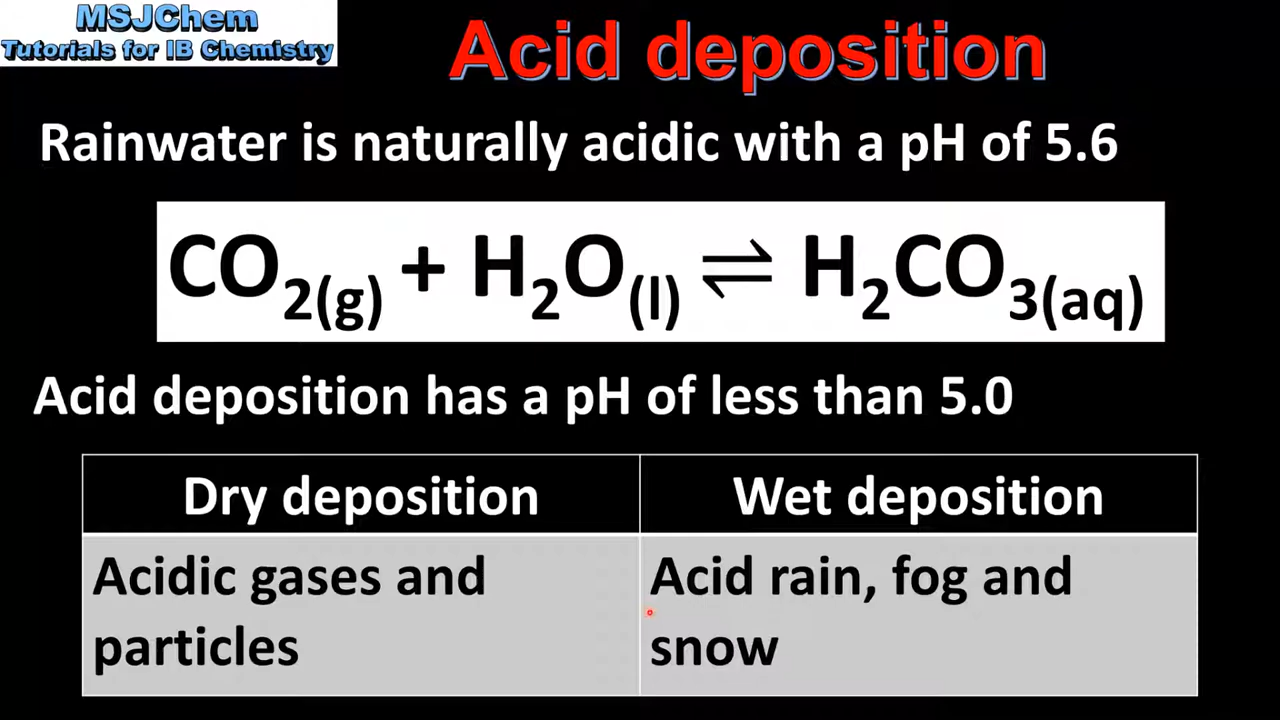 MSJChem
Tutorials for IB Chemistry
Acid deposition
Rainwater is naturally acidic with a pH of 5.6
CO₂(g) + H₂O(l) ⇌ H₂CO₃(aq)
Acid deposition has a pH of less than 5.0
Dry deposition
Wet deposition
Acidic gases and
particles
Acid rain, fog and
snow